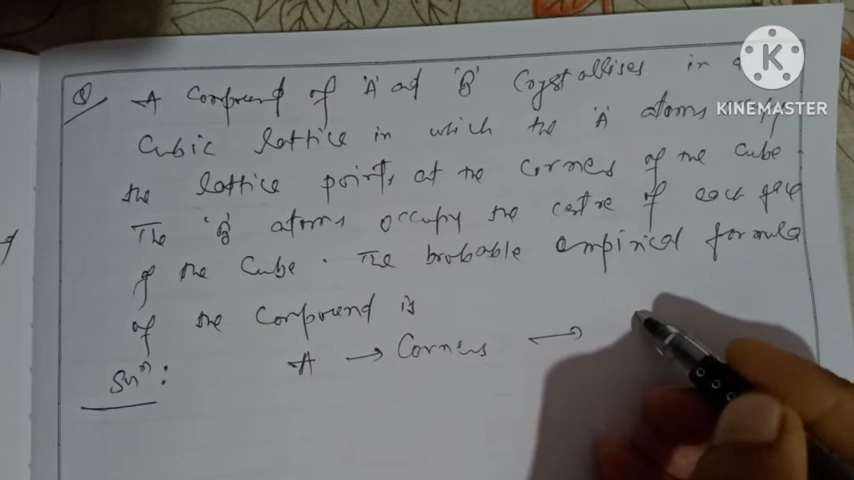 K
KINEMASTER
Q A compound of 'A' ad 'B' Crystallises in a
Cubic lattice in which the 'A' atoms
the lattice points at the corners of the cube.
The 'B' atoms occupy the centre of each face
of the cube. The probable empirical formula
of the compound is
Solⁿ: A → Corners →